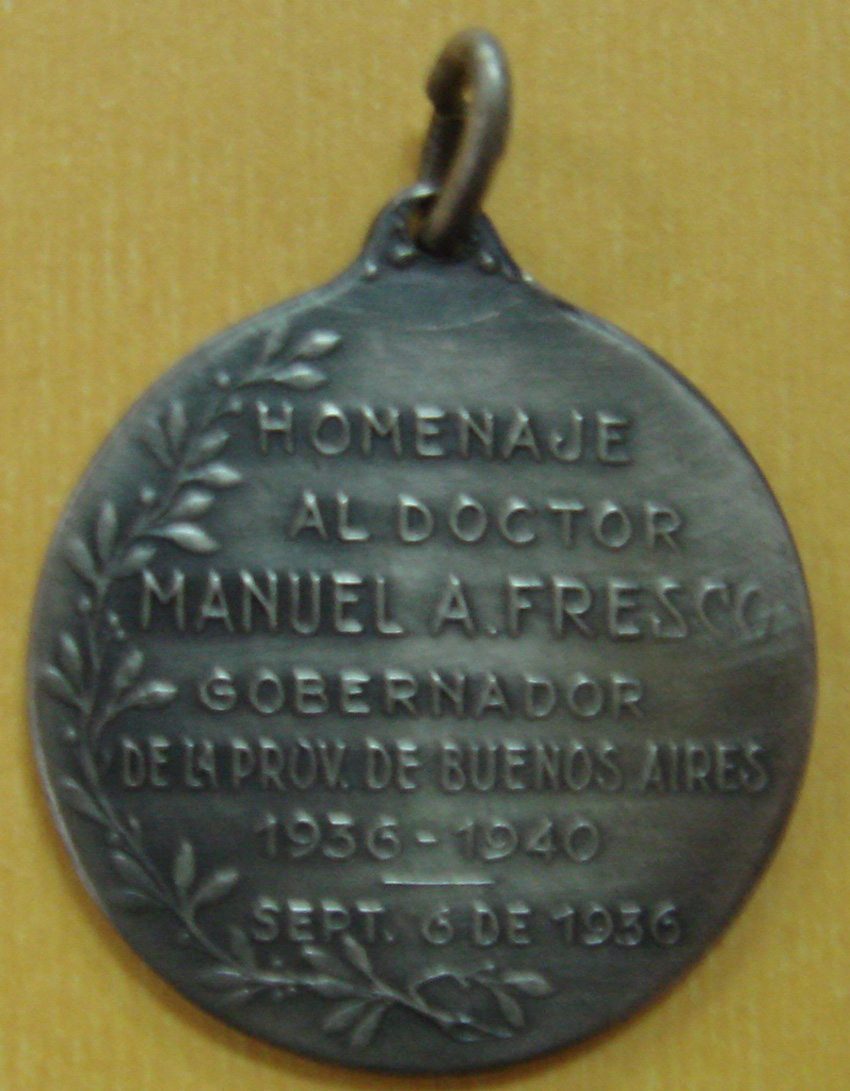 HOMENAJE
AL DOCTOR
MANUEL A. FRESCO
GOBERNADOR
DE LA PROV. DE BUENOS AIRES
1936-1940
SEPT. 6 DE 1936